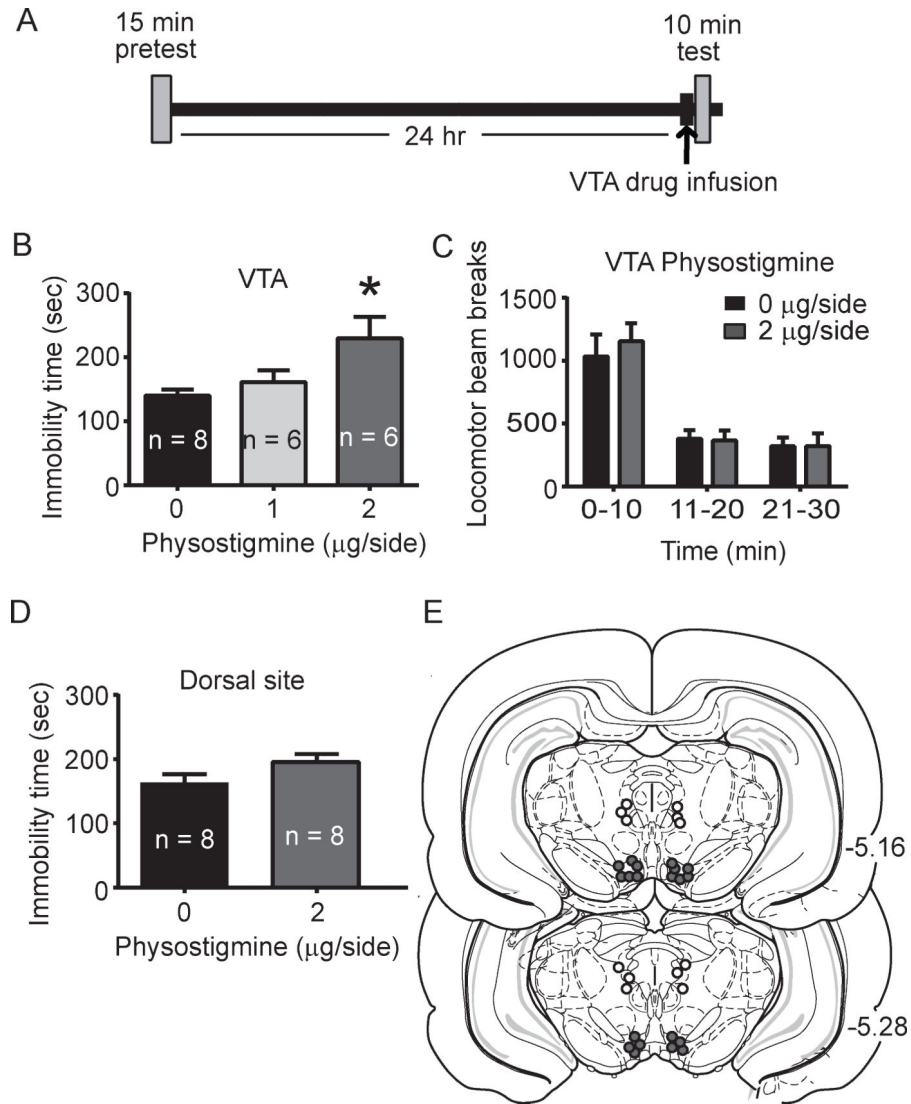 A
15 min
pretest
10 min
test
24 hr
VTA drug infusion
B
VTA
*
Immobility time (sec)
300
200
100
0
n = 8
n = 6
n = 6
0
1
2
Physostigmine (μg/side)
C
VTA Physostigmine
0 μg/side
2 μg/side
Locomotor beam breaks
1500
1000
500
0
0-10
11-20
21-30
Time (min)
D
Dorsal site
Immobility time (sec)
300
200
100
0
n = 8
n = 8
0
2
Physostigmine (μg/side)
E
-5.16
-5.28